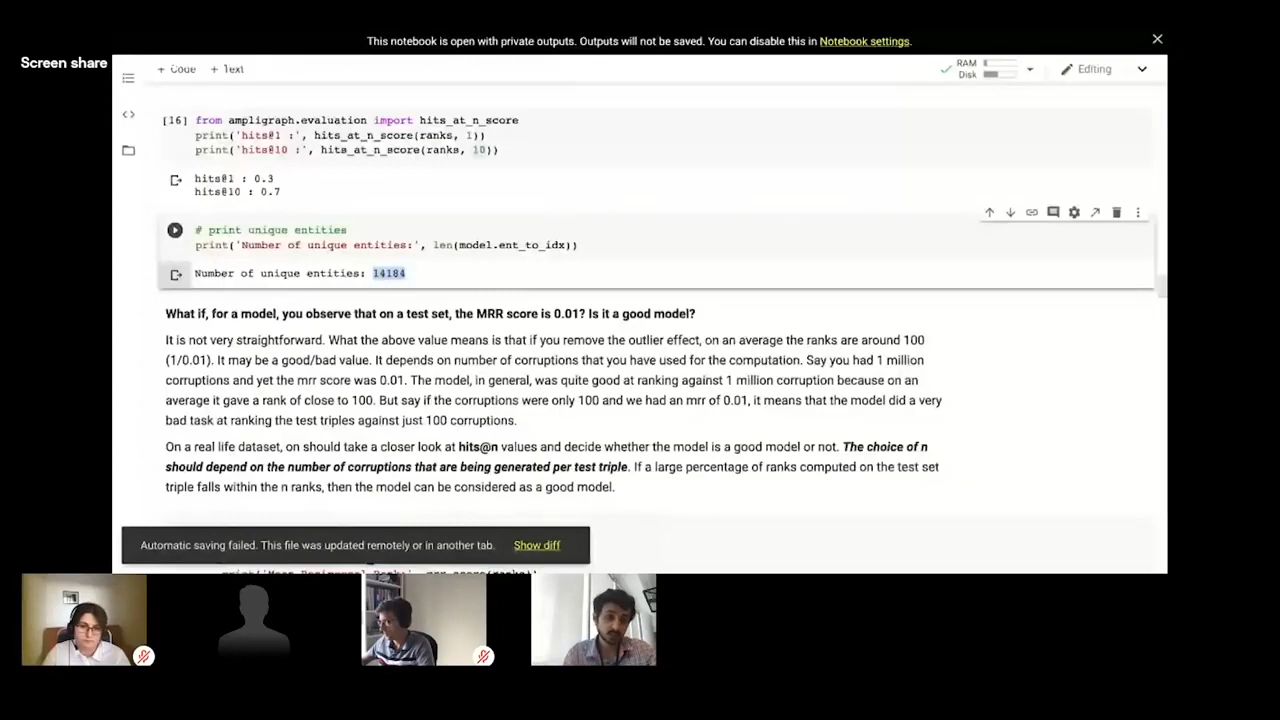 This notebook is open with private outputs. Outputs will not be saved. You can disable this in Notebook settings.
Screen share
+ Code + Text
RAM
Disk
Editing
[16] from ampligraph.evaluation import hits_at_n_score
print('hits@1 :', hits_at_n_score(ranks, 1))
print('hits@10 :', hits_at_n_score(ranks, 10))
hits@1 : 0.3
hits@10 : 0.7
# print unique entities
print('Number of unique entities:', len(model.ent_to_idx))
Number of unique entities: 14184
What if, for a model, you observe that on a test set, the MRR score is 0.01? Is it a good model?
It is not very straightforward. What the above value means is that if you remove the outlier effect, on an average the ranks are around 100
(1/0.01). It may be a good/bad value. It depends on number of corruptions that you have used for the computation. Say you had 1 million
corruptions and yet the mrr score was 0.01. The model, in general, was quite good at ranking against 1 million corruption because on an
average it gave a rank of close to 100. But say if the corruptions were only 100 and we had an mrr of 0.01, it means that the model did a very
bad task at ranking the test triples against just 100 corruptions.
On a real life dataset, on should take a closer look at hits@n values and decide whether the model is a good model or not. The choice of n
should depend on the number of corruptions that are being generated per test triple. If a large percentage of ranks computed on the test set
triple falls within the n ranks, then the model can be considered as a good model.
Automatic saving failed. This file was updated remotely or in another tab. Show diff